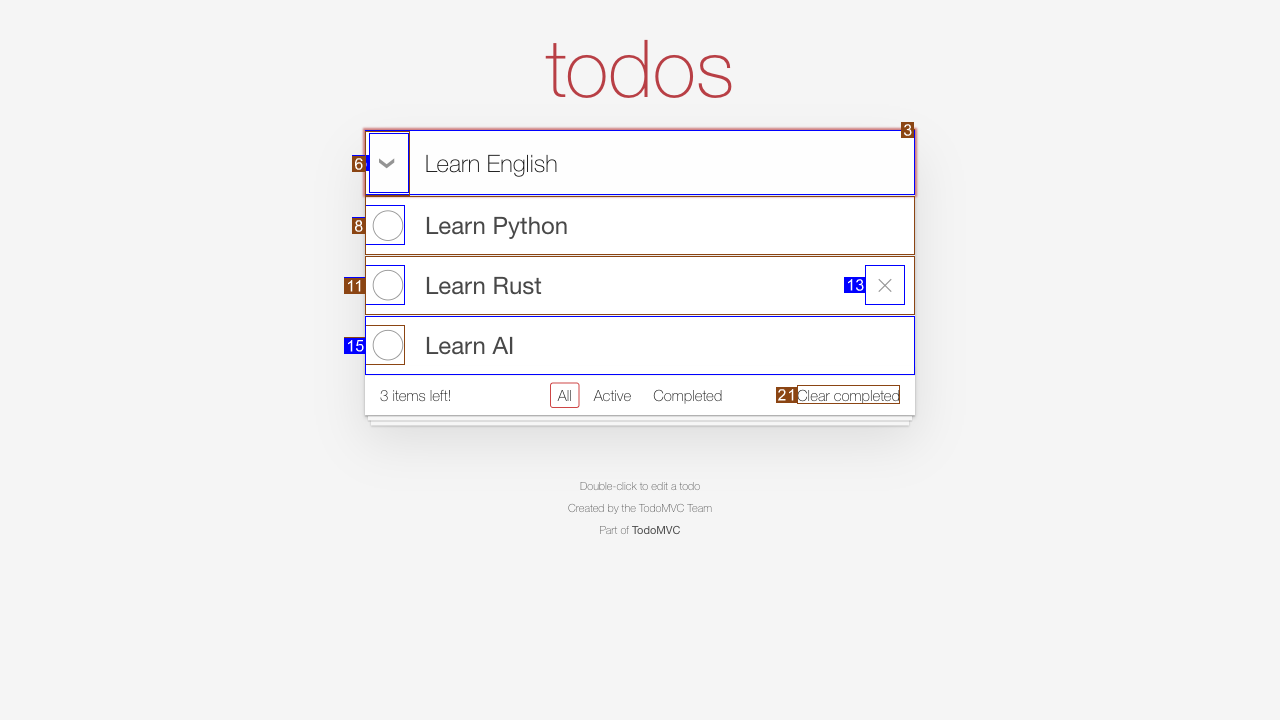 todos
3
6
Learn English
8
Learn Python
11
Learn Rust
13
15
Learn AI
3 items left!
All
Active
Completed
21
Clear completed
Double-click to edit a todo
Created by the TodoMVC Team
Part of TodoMVC